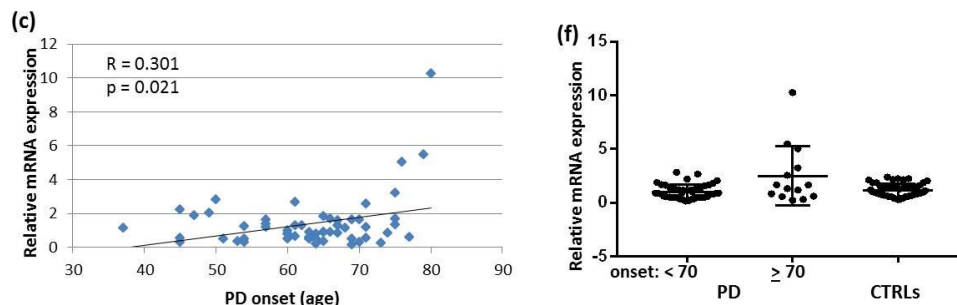 (c)
Relative mRNA expression
12
10
8
6
4
2
0
R = 0.301
p = 0.021
30 40 50 60 70 80 90
PD onset (age)
(f)
Relative mRNA expression
15
10
5
0
-5
onset: < 70 ≥ 70
PD CTRLs